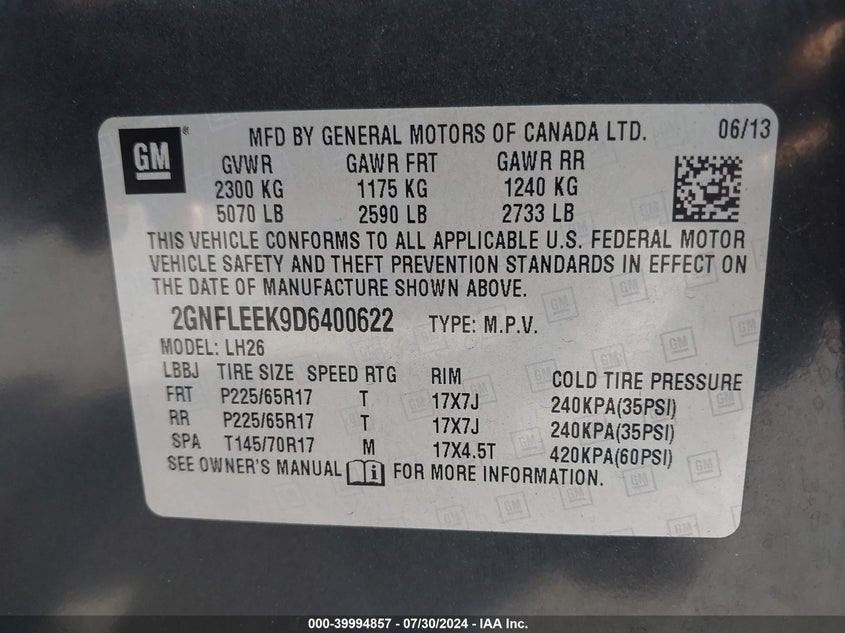 GM
MFD BY GENERAL MOTORS OF CANADA LTD. 06/13
GVWR GAWR FRT GAWR RR
2300 KG 1175 KG 1240 KG
5070 LB 2590 LB 2733 LB
THIS VEHICLE CONFORMS TO ALL APPLICABLE U.S. FEDERAL MOTOR
VEHICLE SAFETY AND THEFT PREVENTION STANDARDS IN EFFECT ON
THE DATE OF MANUFACTURE SHOWN ABOVE.
2GNFLEEK9D6400622 TYPE: M.P.V.
MODEL: LH26
LBBJ TIRE SIZE SPEED RTG RIM COLD TIRE PRESSURE
FRT P225/65R17 T 17X7J 240KPA(35PSI)
RR P225/65R17 T 17X7J 240KPA(35PSI)
SPA T145/70R17 M 17X4.5T 420KPA(60PSI)
SEE OWNER'S MANUAL FOR MORE INFORMATION.
000-39994857 / 07/30/2024 - IAA Inc.